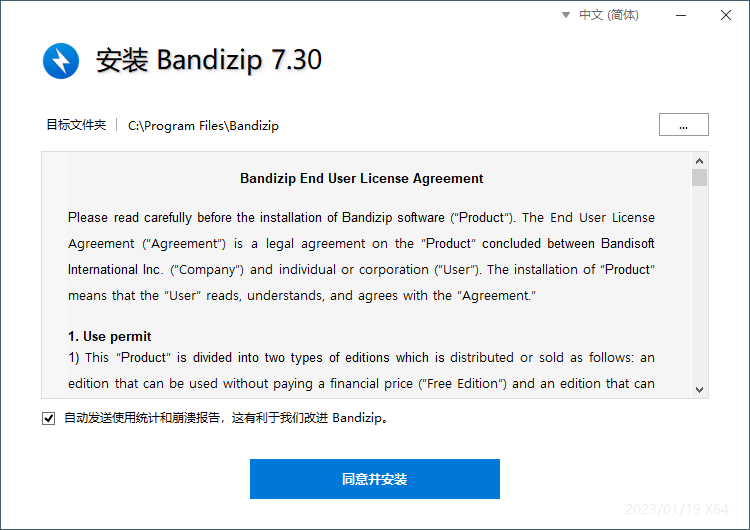 中文 (简体)
安装 Bandizip 7.30
目标文件夹 C:\Program Files\Bandizip ...
Bandizip End User License Agreement
Please read carefully before the installation of Bandizip software (“Product”). The End User License
Agreement (“Agreement”) is a legal agreement on the “Product” concluded between Bandisoft
International Inc. (“Company”) and individual or corporation (“User”). The installation of “Product”
means that the “User” reads, understands, and agrees with the “Agreement.”
1. Use permit
1) This “Product” is divided into two types of editions which is distributed or sold as follows: an
edition that can be used without paying a financial price (“Free Edition”) and an edition that can
自动发送使用统计和崩溃报告，这有利于我们改进 Bandizip。
同意并安装
2023/01/19 X64